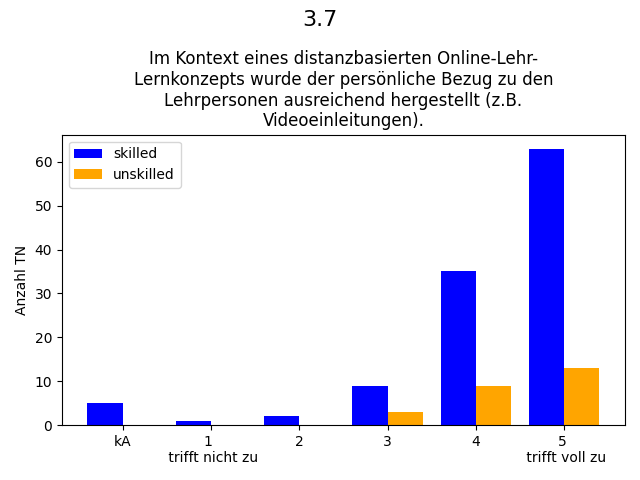 3.7
Im Kontext eines distanzbasierten Online-Lehr-
Lernkonzepts wurde der persönliche Bezug zu den
Lehrpersonen ausreichend hergestellt (z.B.
Videoeinleitungen).
skilled
unskilled
Anzahl TN
60
50
40
30
20
10
0
kA 1 2 3 4 5
trifft nicht zu trifft voll zu